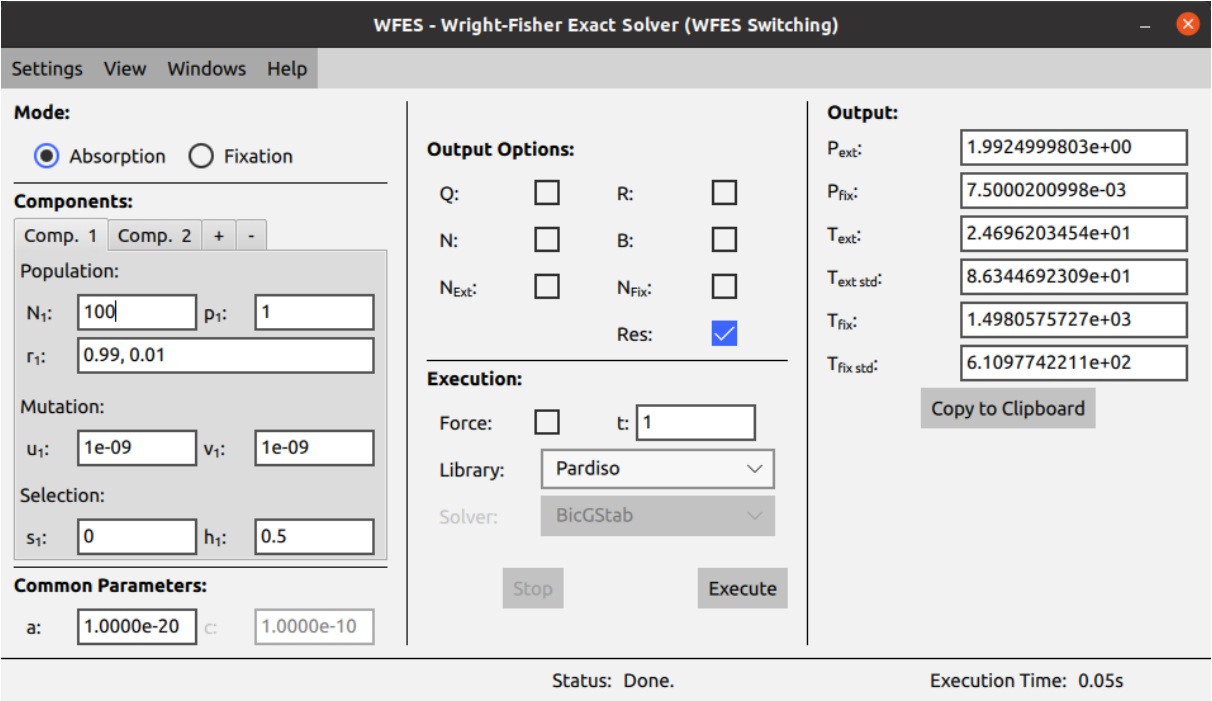 WFES - Wright-Fisher Exact Solver (WFES Switching)
Settings View Windows Help
Mode:
Absorption Fixation
Components:
Comp. 1 Comp. 2 + -
Population:
N₁: 100 p₁: 1
r₁: 0.99, 0.01
Mutation:
u₁: 1e-09 v₁: 1e-09
Selection:
s₁: 0 h₁: 0.5
Common Parameters:
a: 1.0000e-20 c: 1.0000e-10
Output Options:
Q: R:
N: B:
NExt: NFix:
Res:
Execution:
Force: t: 1
Library: Pardiso
Solver: BicGStab
Stop Execute
Output:
Pext: 1.9924999803e+00
Pfix: 7.5000200998e-03
Text: 2.4696203454e+01
Text std: 8.6344692309e+01
Tfix: 1.4980575727e+03
Tfix std: 6.1097742211e+02
Copy to Clipboard
Status: Done. Execution Time: 0.05s